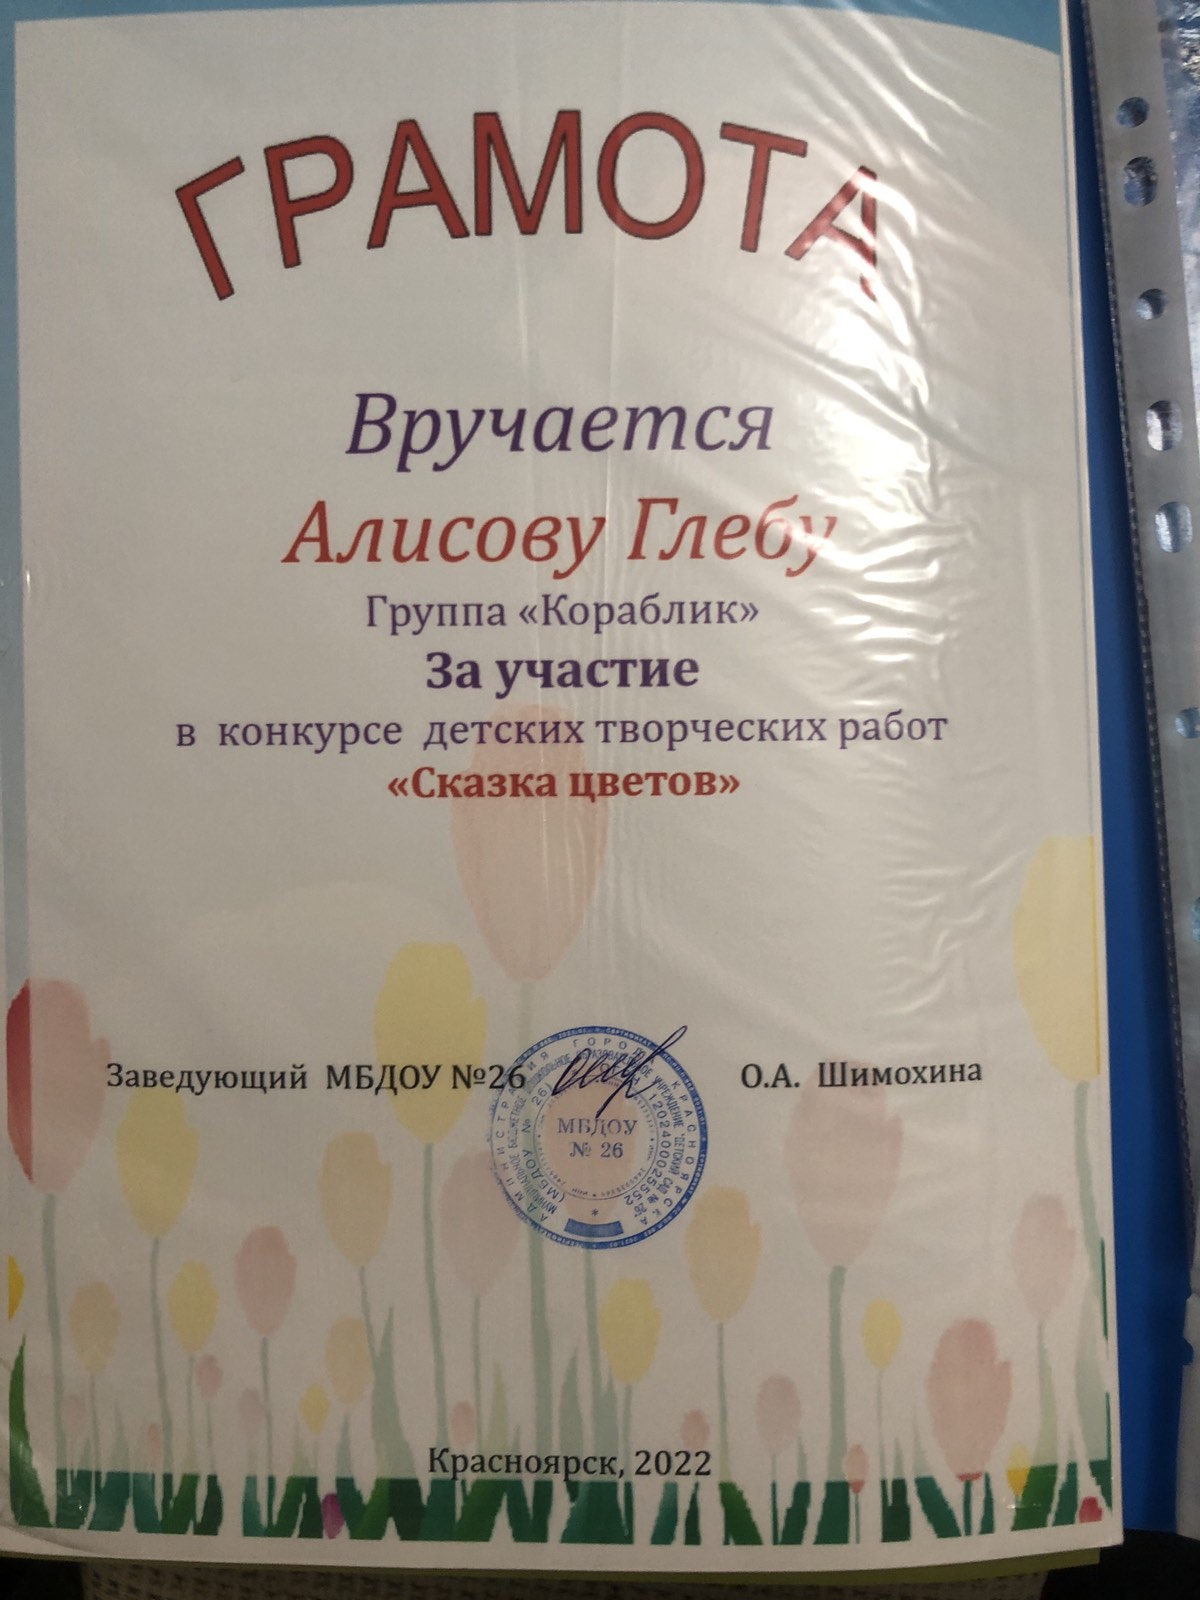 ГРАМОТА
Вручается
Алисову Глебу
Группа «Кораблик»
За участие
в конкурсе детских творческих работ
«Сказка цветов»
Заведующий МБДОУ №26
О.А. Шимохина
МБДОУ
№ 26
Красноярск, 2022